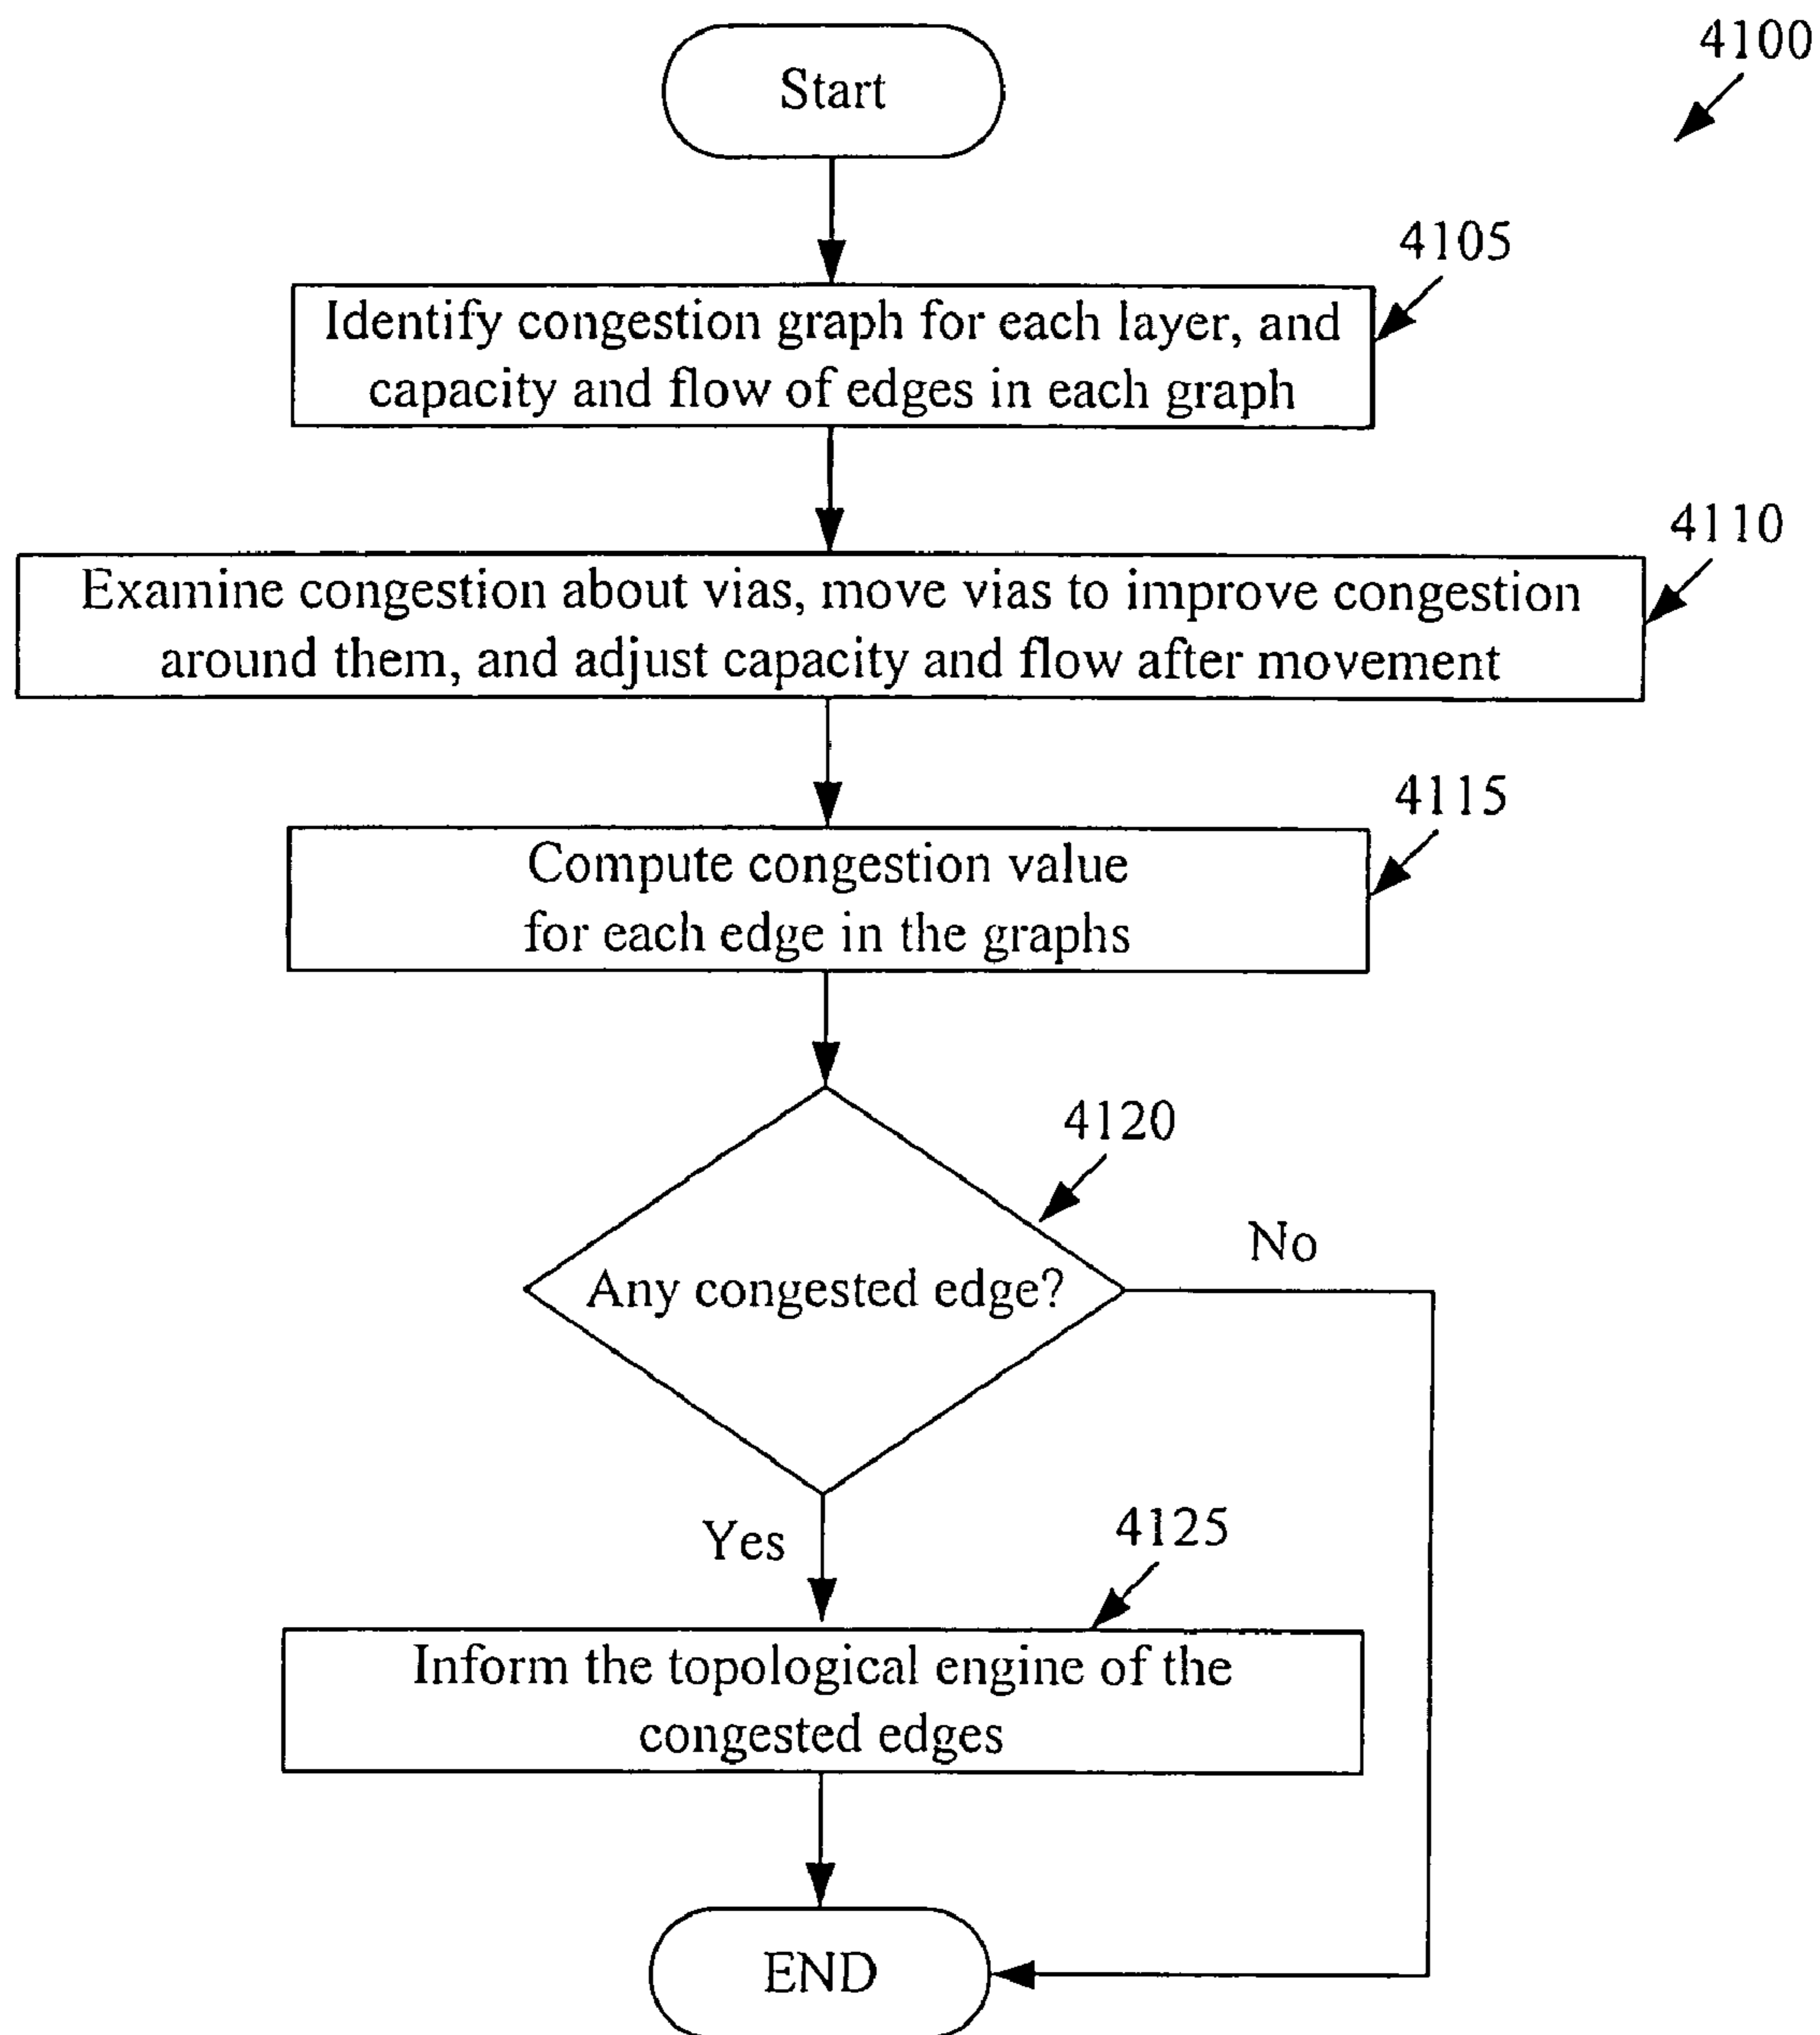 4100
Start
4105
Identify congestion graph for each layer, and
capacity and flow of edges in each graph
4110
Examine congestion about vias, move vias to improve congestion
around them, and adjust capacity and flow after movement
4115
Compute congestion value
for each edge in the graphs
4120
No
Any congested edge?
Yes
4125
Inform the topological engine of the
congested edges
END